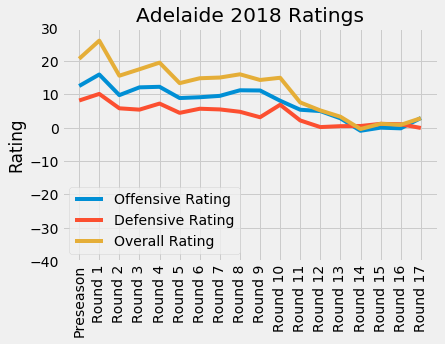 Adelaide 2018 Ratings
Rating
30
20
10
0
−10
−20
−30
−40
Offensive Rating
Defensive Rating
Overall Rating
Preseason
Round 1
Round 2
Round 3
Round 4
Round 5
Round 6
Round 7
Round 8
Round 9
Round 10
Round 11
Round 12
Round 13
Round 14
Round 15
Round 16
Round 17